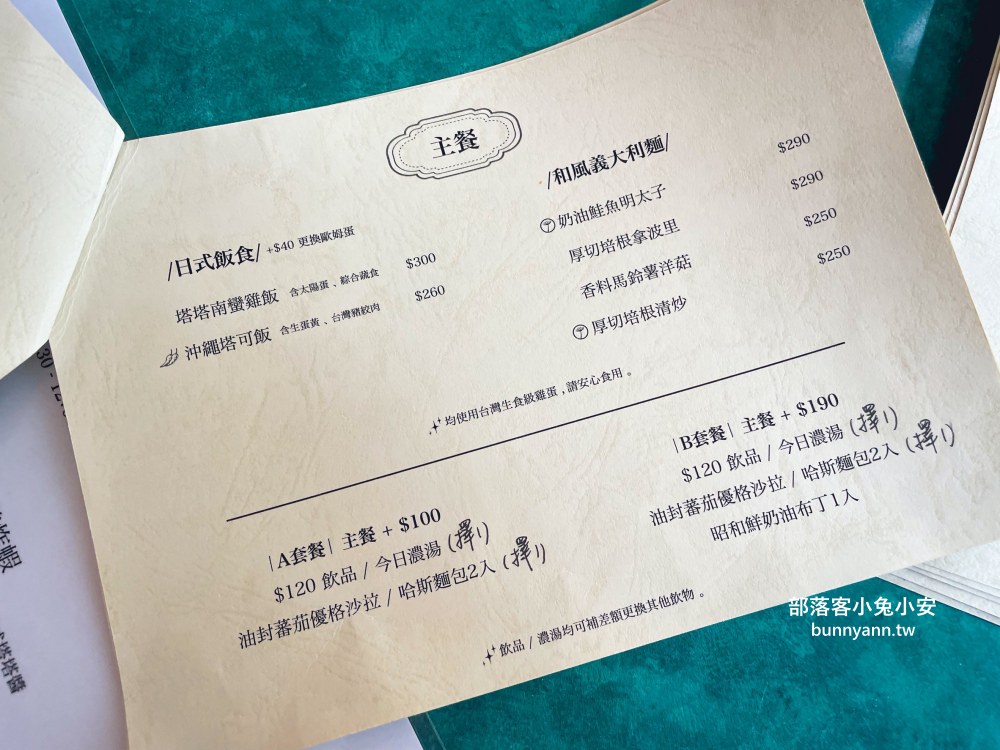 主餐
/日式飯食/ +$40 更換歐姆蛋
塔塔南蠻雞飯 含太陽蛋、綜合蔬食 $300
沖繩塔可飯 含生蛋黃、台灣豬絞肉 $260
/和風義大利麵/
奶油鮭魚明太子 $290
厚切培根拿波里 $290
香料馬鈴薯洋菇 $250
厚切培根清炒 $250
均使用台灣生食級雞蛋,請安心食用。
|A套餐| 主餐 + $100
$120 飲品 / 今日濃湯 (擇1)
油封蕃茄優格沙拉 / 哈斯麵包2入 (擇1)
|B套餐| 主餐 + $190
$120 飲品 / 今日濃湯 (擇1)
油封蕃茄優格沙拉 / 哈斯麵包2入 (擇1)
昭和鮮奶油布丁1入
飲品 / 濃湯均可補差額更換其他飲物。
部落客小兔小安
bunnyann.tw